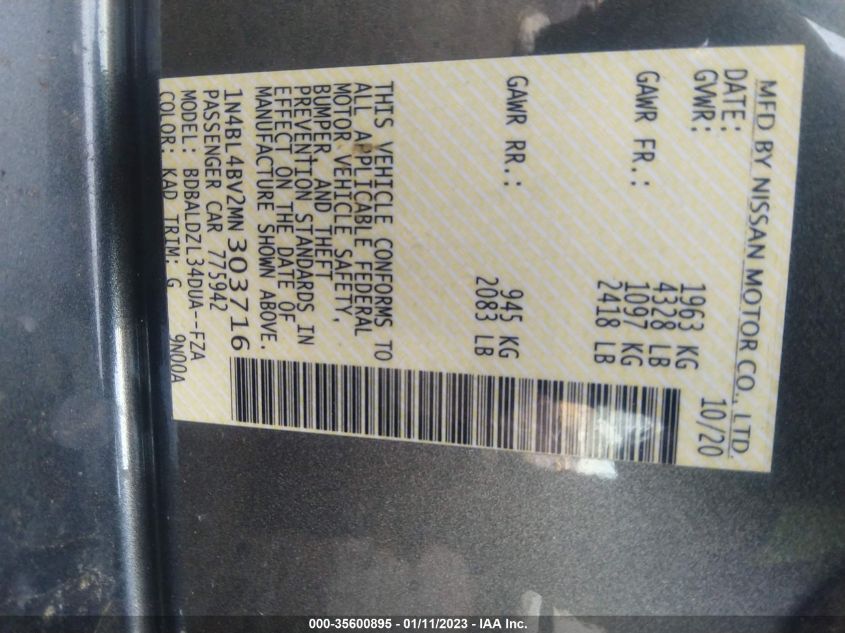 MFD BY NISSAN MOTOR CO., LTD.
DATE: 10/20
GVWR: 1963 KG
4328 LB
GAWR FR.: 1097 KG
2418 LB
GAWR RR.: 945 KG
2083 LB
THIS VEHICLE CONFORMS TO
ALL APPLICABLE FEDERAL
MOTOR VEHICLE SAFETY,
BUMPER, AND THEFT
PREVENTION STANDARDS IN
EFFECT ON THE DATE OF
MANUFACTURE SHOWN ABOVE.
1N4BL4BV2MN303716
PASSENGER CAR 775942
MODEL: BDBALDZL34DUA--FZA
COLOR: KAD TRIM: G 9N00A
000-35600895 - 01/11/2023 - IAA Inc.